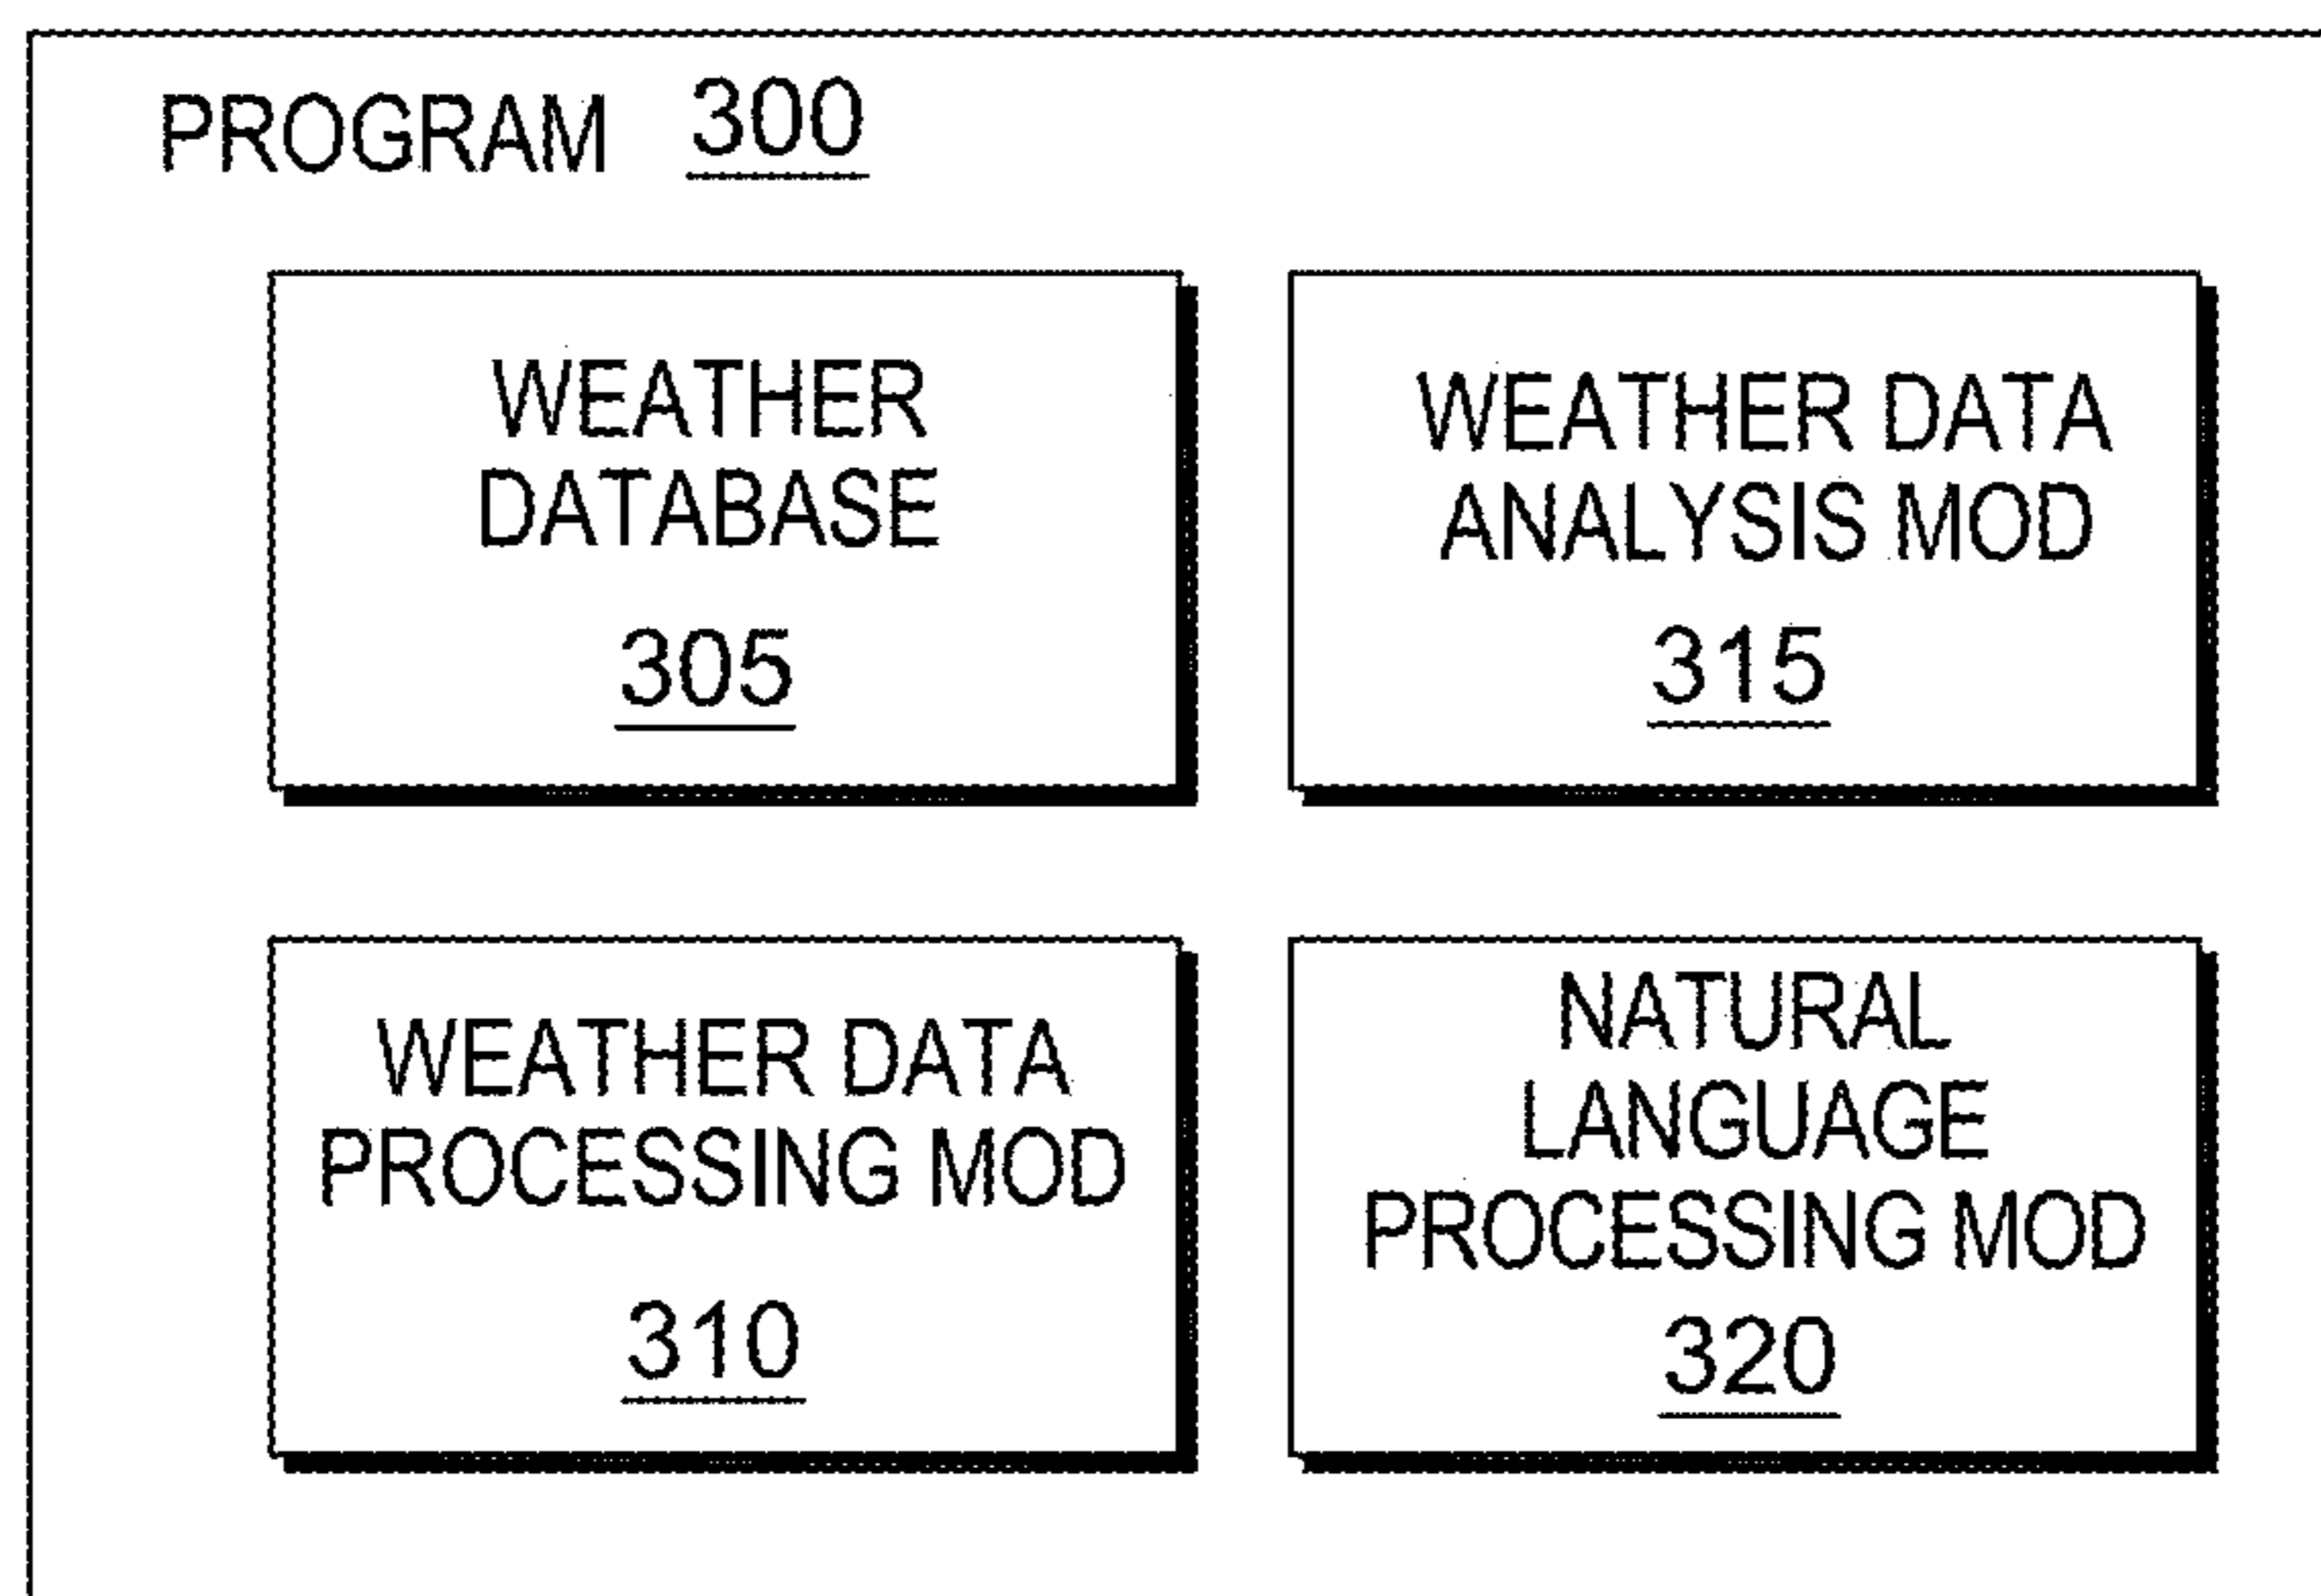 PROGRAM 300
WEATHER
DATABASE
305
WEATHER DATA
ANALYSIS MOD
315
WEATHER DATA
PROCESSING MOD
310
NATURAL
LANGUAGE
PROCESSING MOD
320